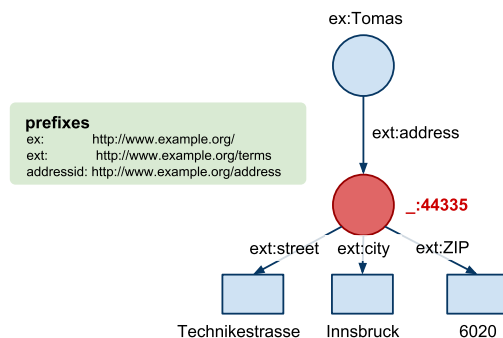 ex:Tomas
prefixes
ex: http://www.example.org/
ext: http://www.example.org/terms
addressid: http://www.example.org/address
ext:address
_:44335
ext:street
ext:city
ext:ZIP
Technikestrasse
Innsbruck
6020